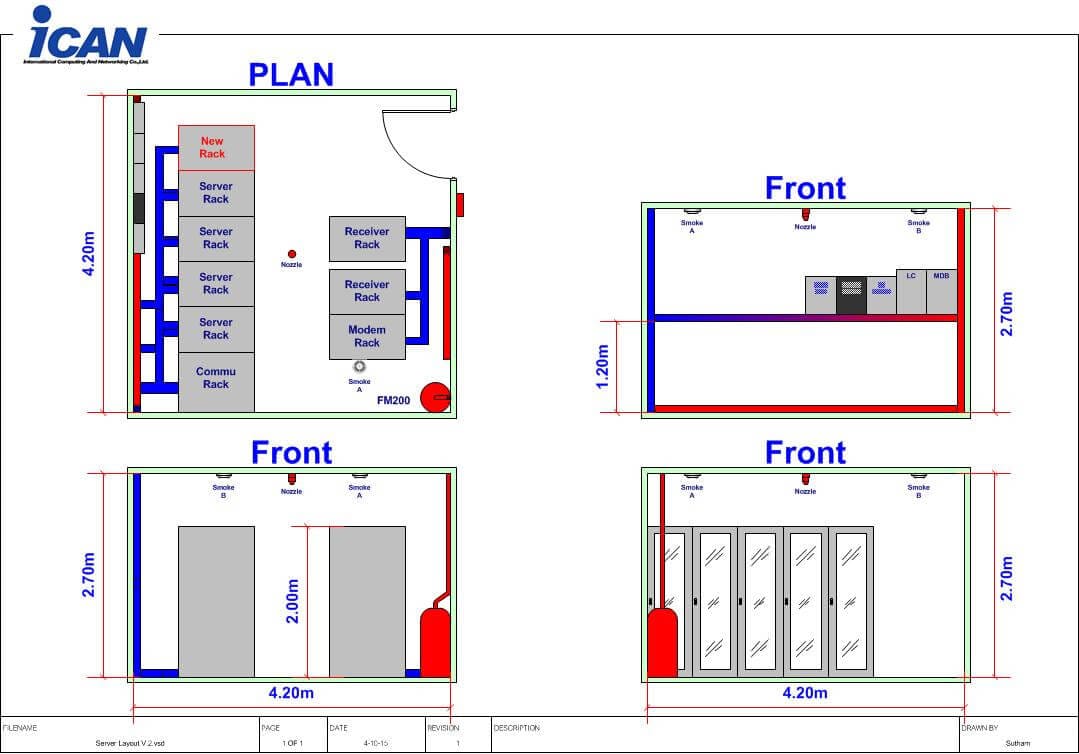 iCAN
International Computing And Networking Co.,Ltd.
PLAN
New
Rack
Server
Rack
Server
Rack
Server
Rack
Server
Rack
Commu
Rack
Nozzle
Receiver
Rack
Receiver
Rack
Modem
Rack
Smoke
A
FM200
4.20m
Front
Smoke
A
Nozzle
Smoke
B
LC
MDB
1.20m
2.70m
Front
Smoke
B
Nozzle
Smoke
A
2.70m
2.00m
4.20m
Front
Smoke
A
Nozzle
Smoke
B
2.70m
4.20m
FILENAME
Server Layout V.2.vsd
PAGE
1 OF 1
DATE
4-10-15
REVISION
1
DESCRIPTION
DRAWN BY
Sutham